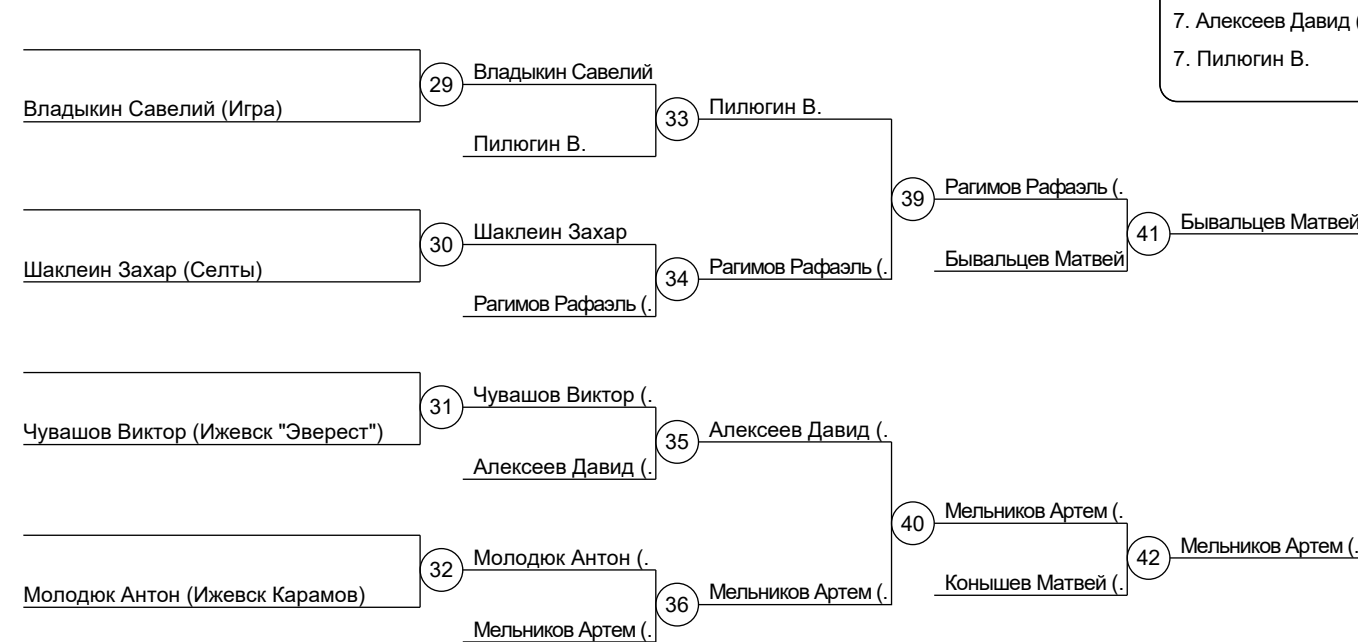 7. Алексеев Давид (
7. Пилюгин В.
Владыкин Савелий (Игра)
29
Владыкин Савелий
Пилюгин В.
33
Пилюгин В.
Шаклеин Захар (Селты)
30
Шаклеин Захар
Рагимов Рафаэль (.
34
Рагимов Рафаэль (.
39
Рагимов Рафаэль (.
Бывальцев Матвей
41
Бывальцев Матвей
Чувашов Виктор (Ижевск "Эверест")
31
Чувашов Виктор (.
Алексеев Давид (.
35
Алексеев Давид (.
Молодюк Антон (Ижевск Карамов)
32
Молодюк Антон (.
Мельников Артем (.
36
Мельников Артем (.
40
Мельников Артем (.
Конышев Матвей (.
42
Мельников Артем (.